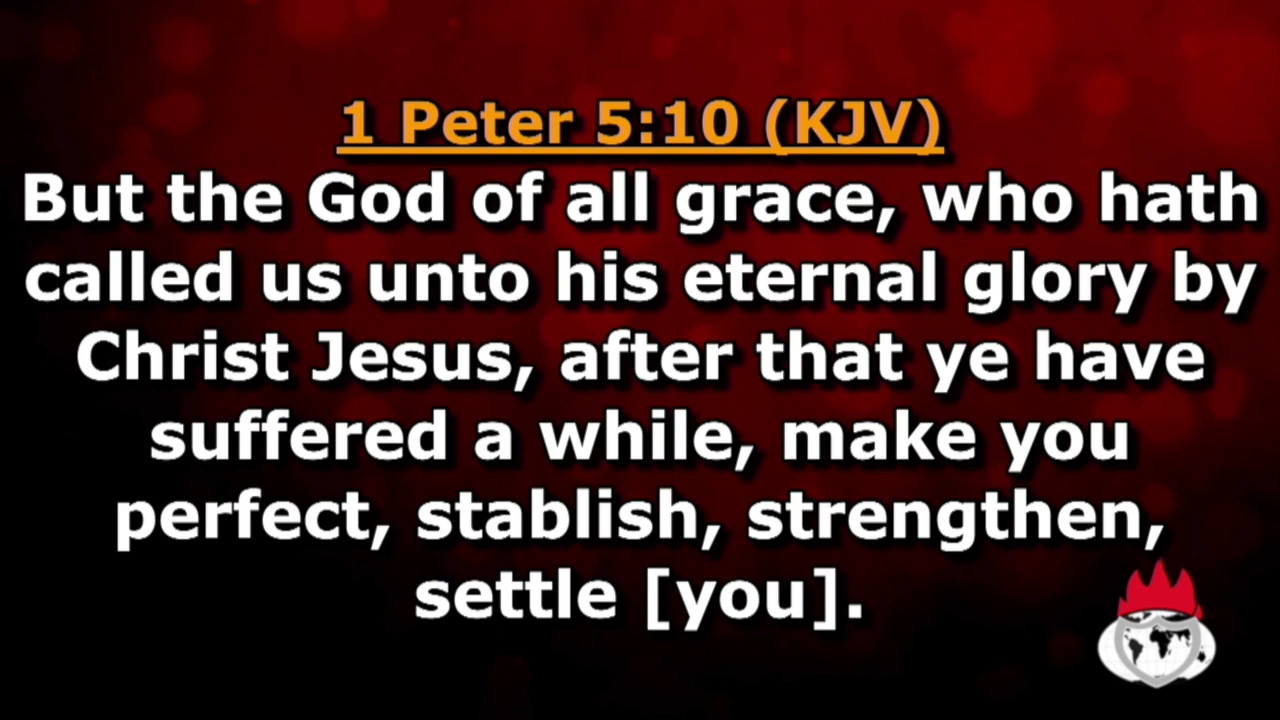 1 Peter 5:10 (KJV)
But the God of all grace, who hath
called us unto his eternal glory by
Christ Jesus, after that ye have
suffered a while, make you
perfect, stablish, strengthen,
settle [you].